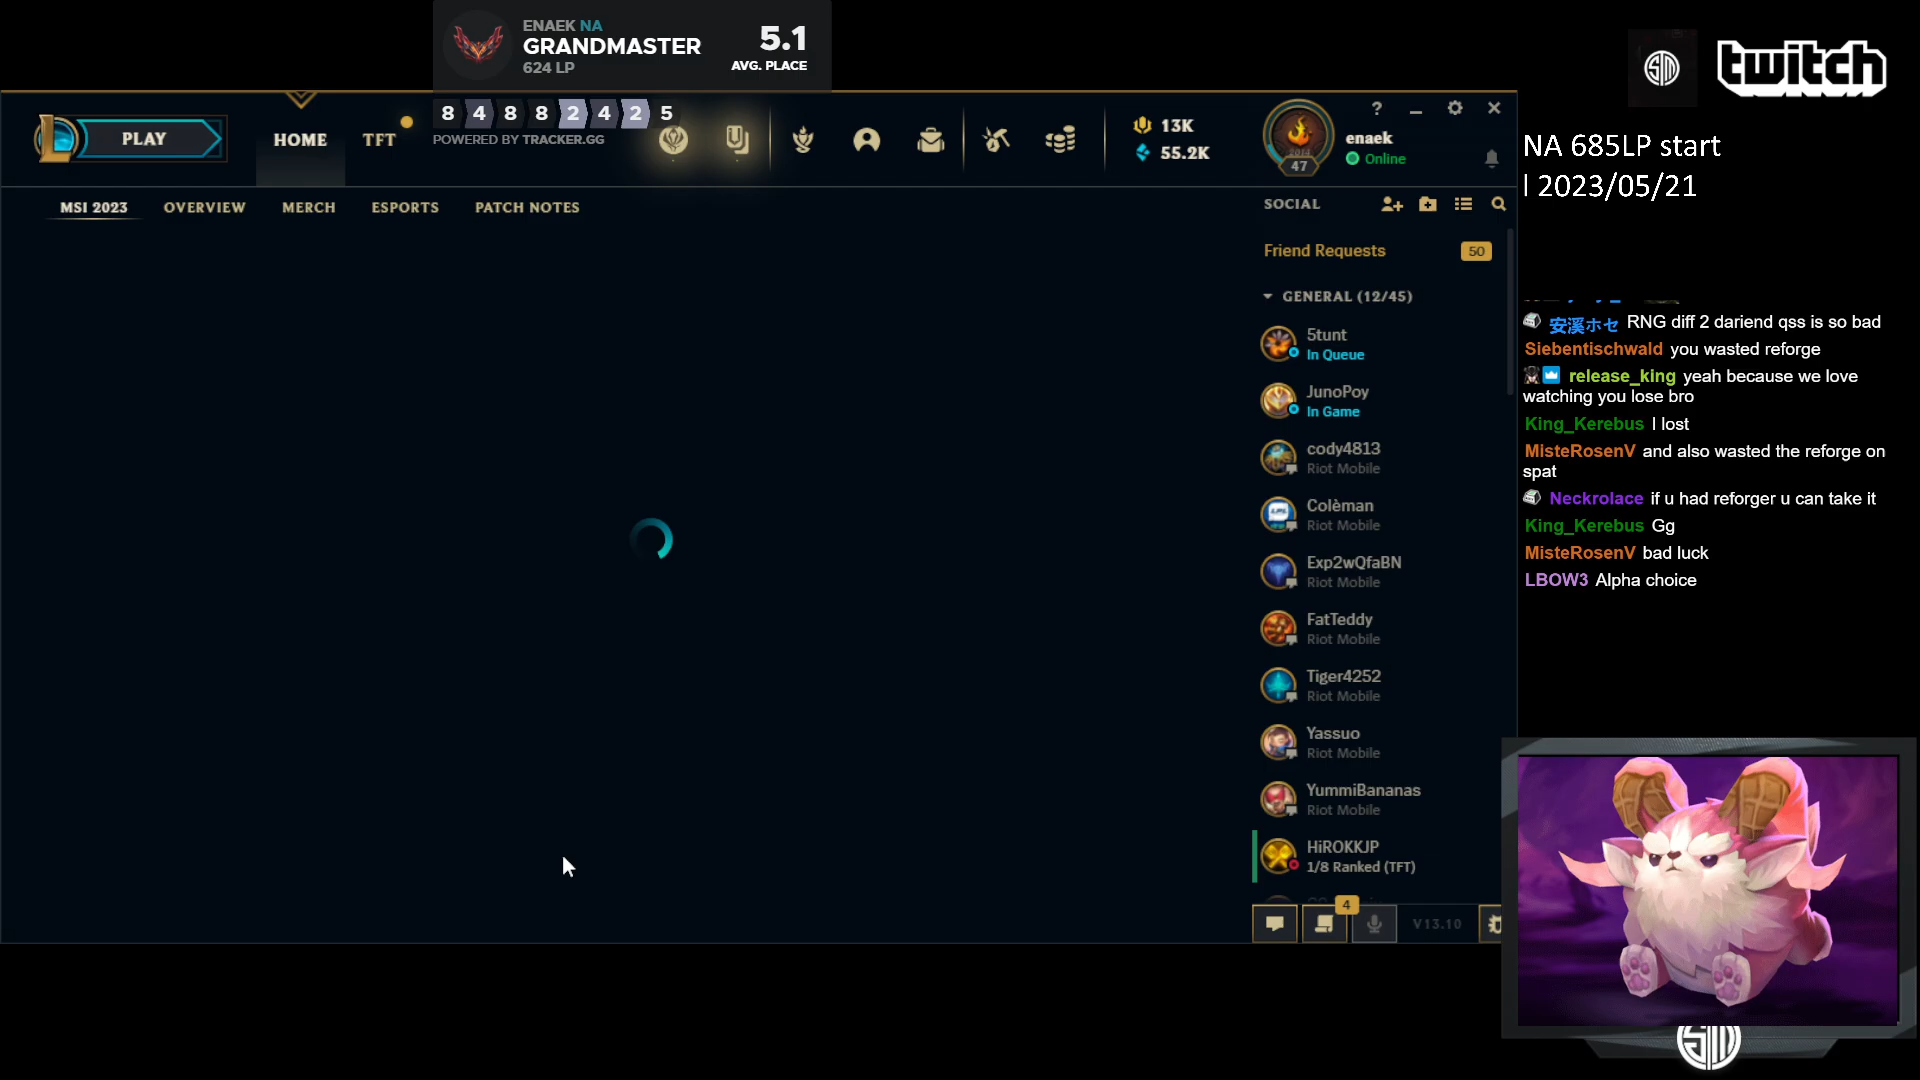 ENAEK NA
GRANDMASTER
624 LP
5.1
AVG. PLACE
8 4 8 8 2 4 2 5
POWERED BY TRACKER.GG
twitch
PLAY
HOME
TFT
13K
55.2K
47
enaek
Online
NA 685LP start
| 2023/05/21
MSI 2023
OVERVIEW
MERCH
ESPORTS
PATCH NOTES
SOCIAL
Friend Requests
50
GENERAL (12/45)
5tunt
In Queue
JunoPoy
In Game
cody4813
Riot Mobile
Colèman
Riot Mobile
Exp2wQfaBN
Riot Mobile
FatTeddy
Riot Mobile
Tiger4252
Riot Mobile
Yassuo
Riot Mobile
YummiBananas
Riot Mobile
HiROKKJP
1/8 Ranked (TFT)
4
V13.10
安溪ホセ RNG diff 2 dariend qss is so bad
Siebentischwald you wasted reforge
release_king yeah because we love
watching you lose bro
King_Kerebus I lost
MisteRosenV and also wasted the reforge on
spat
Neckrolace if u had reforger u can take it
King_Kerebus Gg
MisteRosenV bad luck
LBOW3 Alpha choice